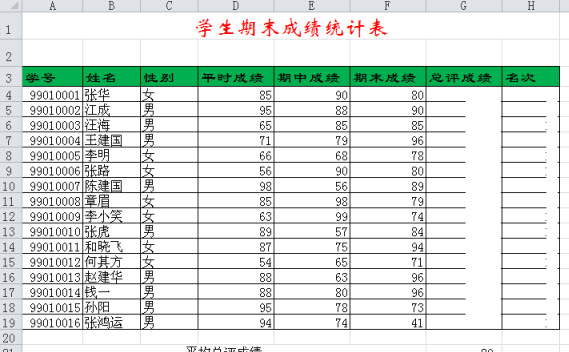 A B C D E F G H
1 学生期末成绩统计表
2
3 学号 姓名 性别 平时成绩 期中成绩 期末成绩 总评成绩 名次
4 99010001 张华 女 85 90 80
5 99010002 江成 男 95 88 90
6 99010003 汪海 男 65 85 85
7 99010004 王建国 男 71 79 96
8 99010005 李明 女 66 68 78
9 99010006 张路 女 56 90 80
10 99010007 陈建国 男 98 56 89
11 99010008 章眉 女 85 98 79
12 99010009 李小笑 女 63 99 74
13 99010010 张虎 男 89 57 84
14 99010011 和晓飞 女 87 75 94
15 99010012 何其方 女 54 65 71
16 99010013 赵建华 男 88 63 96
17 99010014 钱一 男 88 80 96
18 99010015 孙阳 男 95 78 73
19 99010016 张鸿运 男 94 74 41
20
21 平均总评成绩 80